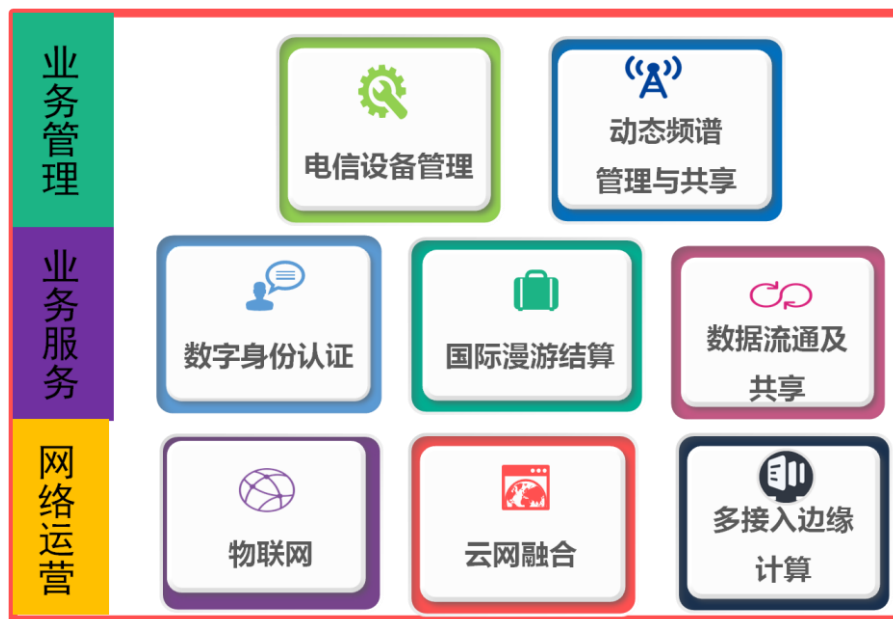 业务管理
电信设备管理
动态频谱
管理与共享
业务服务
数字身份认证
国际漫游结算
数据流通及
共享
网络运营
物联网
云网融合
多接入边缘
计算